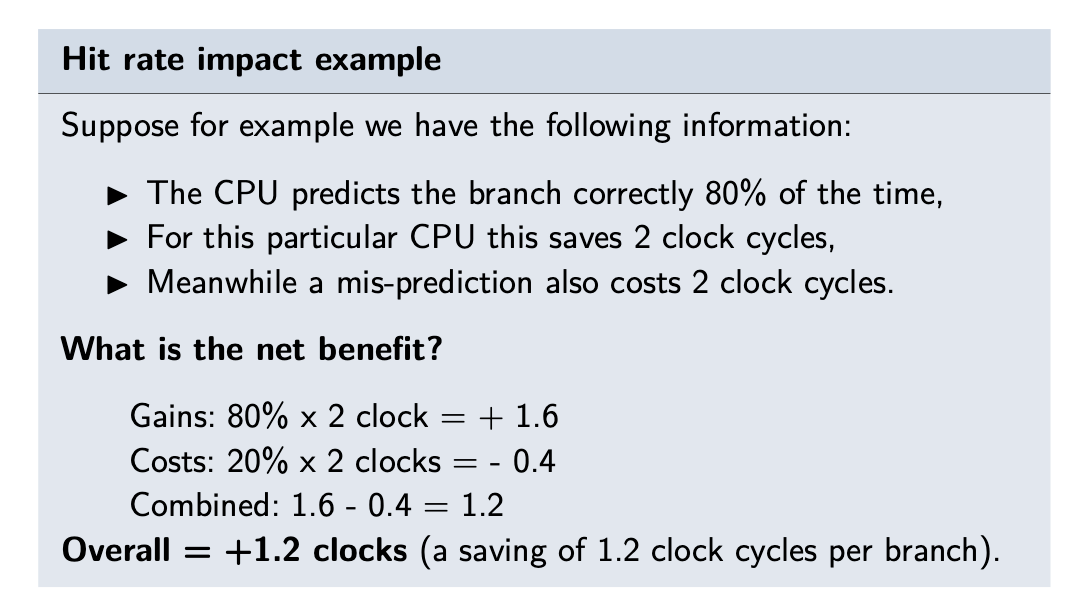 Hit rate impact example
Suppose for example we have the following information:
▶ The CPU predicts the branch correctly 80% of the time,
▶ For this particular CPU this saves 2 clock cycles,
▶ Meanwhile a mis-prediction also costs 2 clock cycles.
What is the net benefit?
Gains: 80% x 2 clock = + 1.6
Costs: 20% x 2 clocks = - 0.4
Combined: 1.6 - 0.4 = 1.2
Overall = +1.2 clocks (a saving of 1.2 clock cycles per branch).